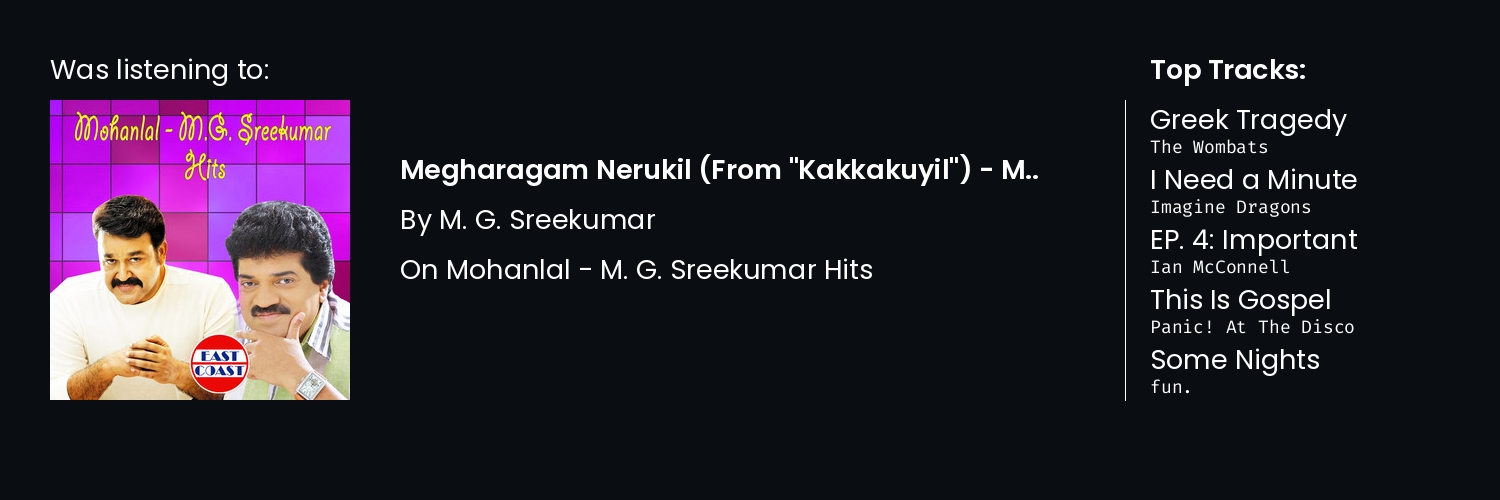 Was listening to:
Mohanlal - M.G. Sreekumar
Hits
EAST
COAST
Megharagam Nerukil (From "Kakkakuyil") - M..
By M. G. Sreekumar
On Mohanlal - M. G. Sreekumar Hits
Top Tracks:
Greek Tragedy
The Wombats
I Need a Minute
Imagine Dragons
EP. 4: Important
Ian McConnell
This Is Gospel
Panic! At The Disco
Some Nights
fun.